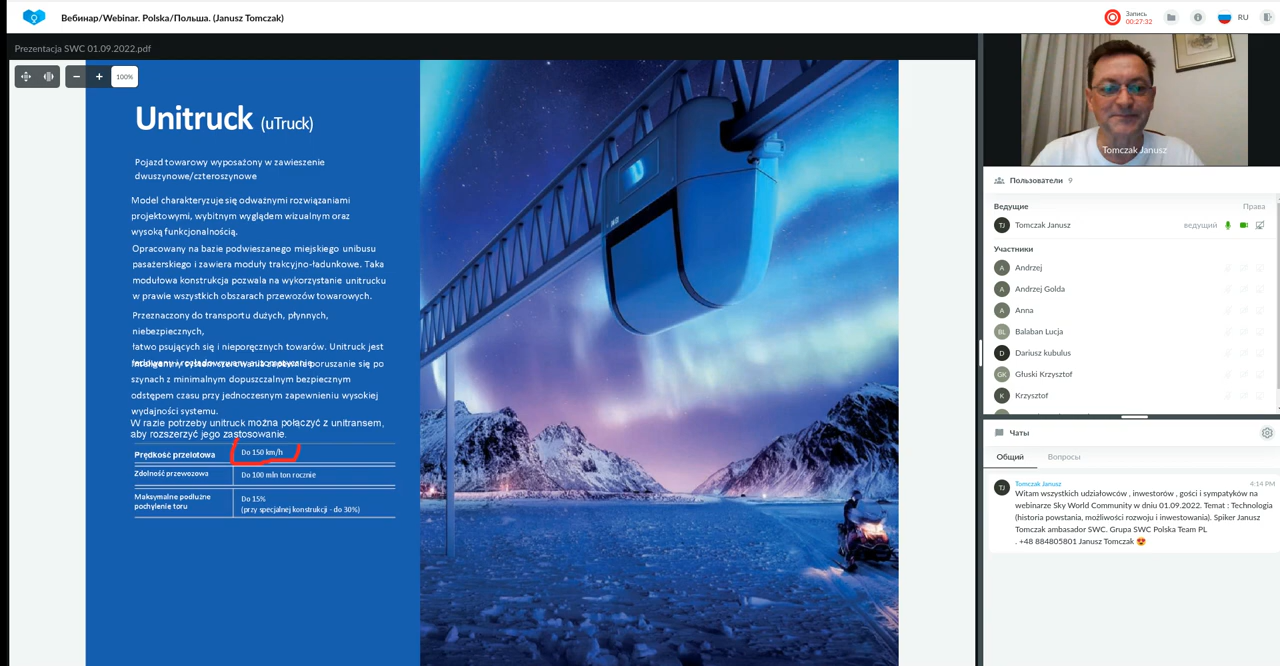 Вебинар/Webinar. Polska/Польша. (Janusz Tomczak)
Запись
00:27:32
RU
Prezentacja SWC 01.09.2022.pdf
100%
Unitruck (uTruck)
Pojazd towarowy wyposażony w zawieszenie
dwuszynowe/czteroszynowe
Model charakteryzuje się odważnymi rozwiązaniami
projektowymi, wybitnym wyglądem wizualnym oraz
wysoką funkcjonalnością.
Opracowany na bazie podwieszanego miejskiego unibusu
pasażerskiego i zawiera moduły trakcyjno-ładunkowe. Taka
modułowa konstrukcja pozwala na wykorzystanie unitrucku
w prawie wszystkich obszarach przewozów towarowych.
Przeznaczony do transportu dużych, płynnych,
niebezpiecznych,
łatwo psujących się i nieporęcznych towarów. Unitruck jest
poruszanie się po
szynach z minimalnym dopuszczalnym bezpiecznym
odstępem czasu przy jednoczesnym zapewnieniu wysokiej
wydajności systemu.
W razie potrzeby unitruck można połączyć z unitransem,
aby rozszerzyć jego zastosowanie.
Prędkość przelotowa
Do 150 km/h
Zdolność przewozowa
Do 100 mln ton rocznie
Maksymalne podłużne
pochylenie toru
Do 15%
(przy specjalnej konstrukcji - do 30%)
Tomczak Janusz
Пользователи 9
Ведущие Права
TJ Tomczak Janusz ведущий
Участники
A Andrzej
A Andrzej Golda
A Anna
BL Balaban Łucja
D Dariusz kubulus
GK Głuski Krzysztof
K Krzysztof
Чаты
Общий Вопросы
TJ Tomczak Janusz 4:14 PM
Witam wszystkich udziałowców , inwestorów , gości i sympatyków na
webinarze Sky World Community w dniu 01.09.2022. Temat : Technologia
(historia powstania, możliwości rozwoju i inwestowania). Spiker Janusz
Tomczak ambasador SWC. Grupa SWC Polska Team PL
. +48 884805801 Janusz Tomczak 😍